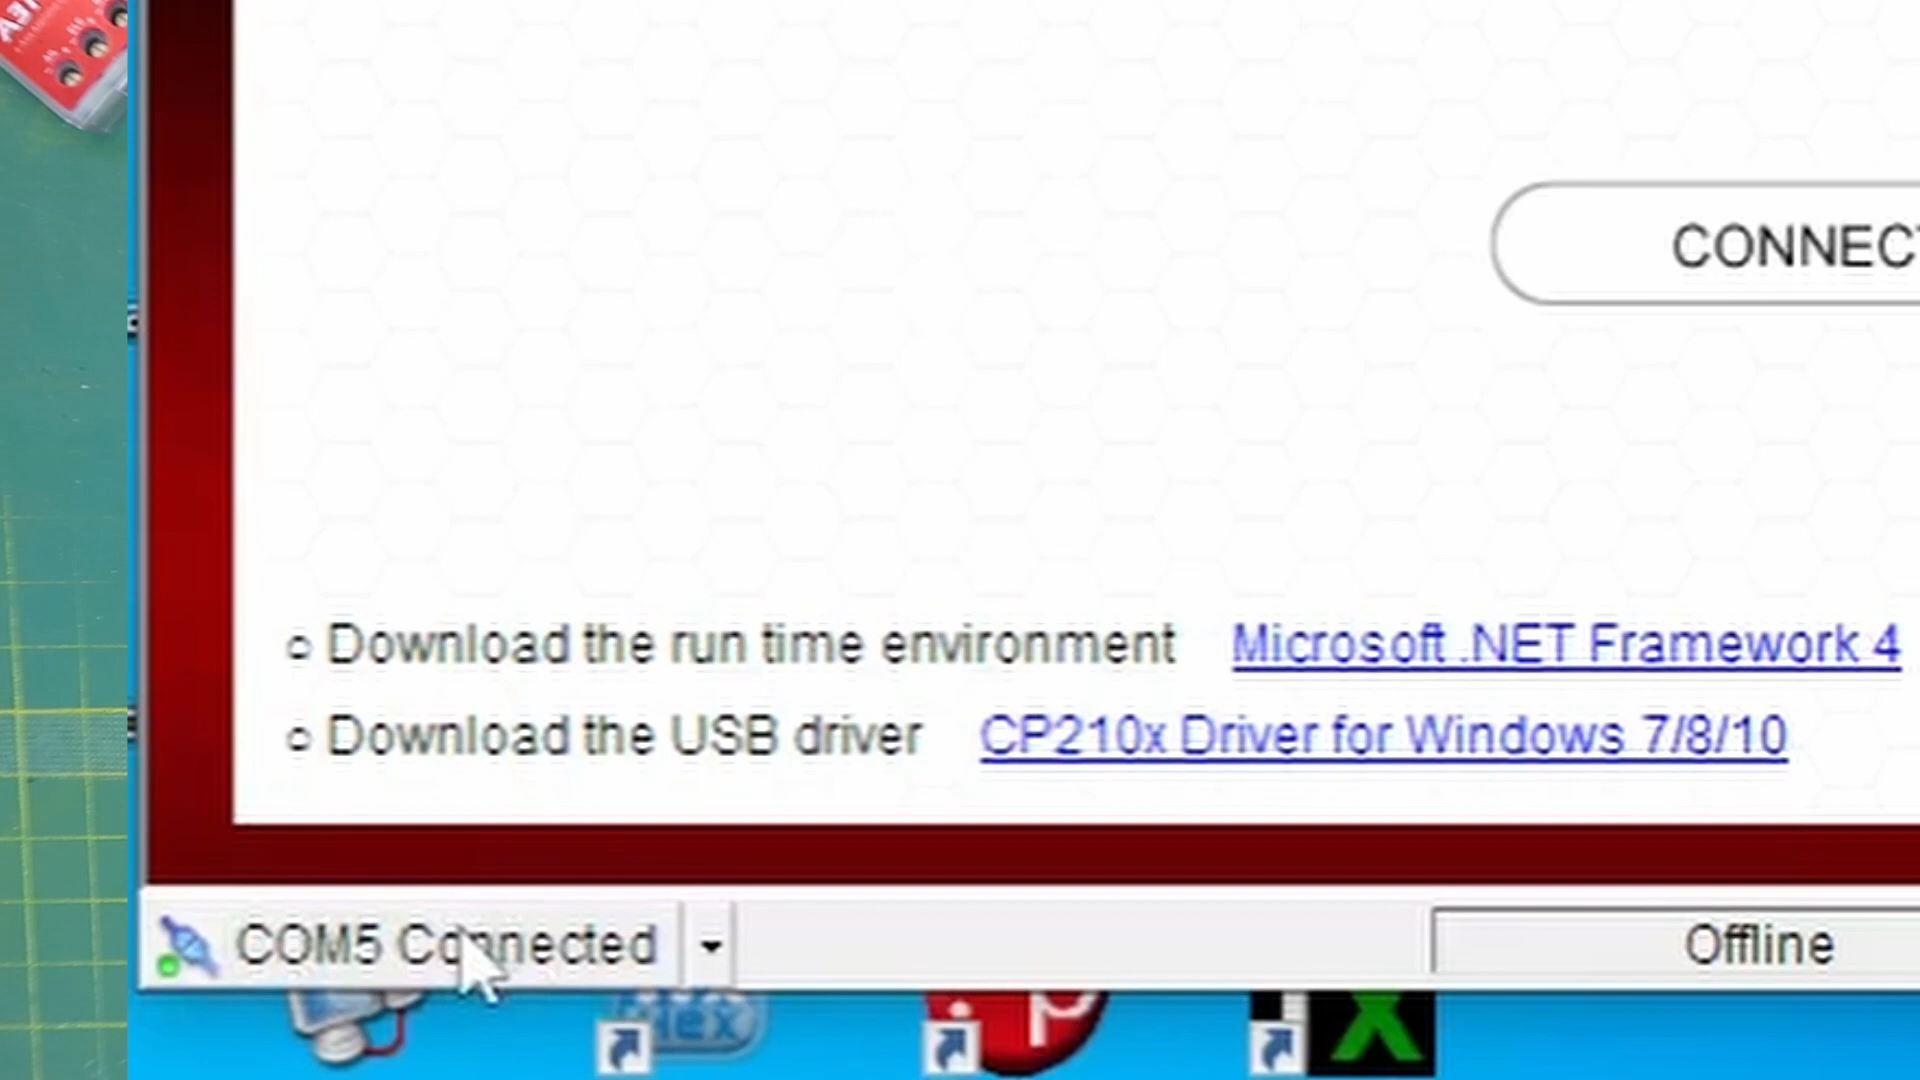 CONNECT
Download the run time environment Microsoft .NET Framework 4
Download the USB driver CP210x Driver for Windows 7/8/10
COM5 Connected
Offline